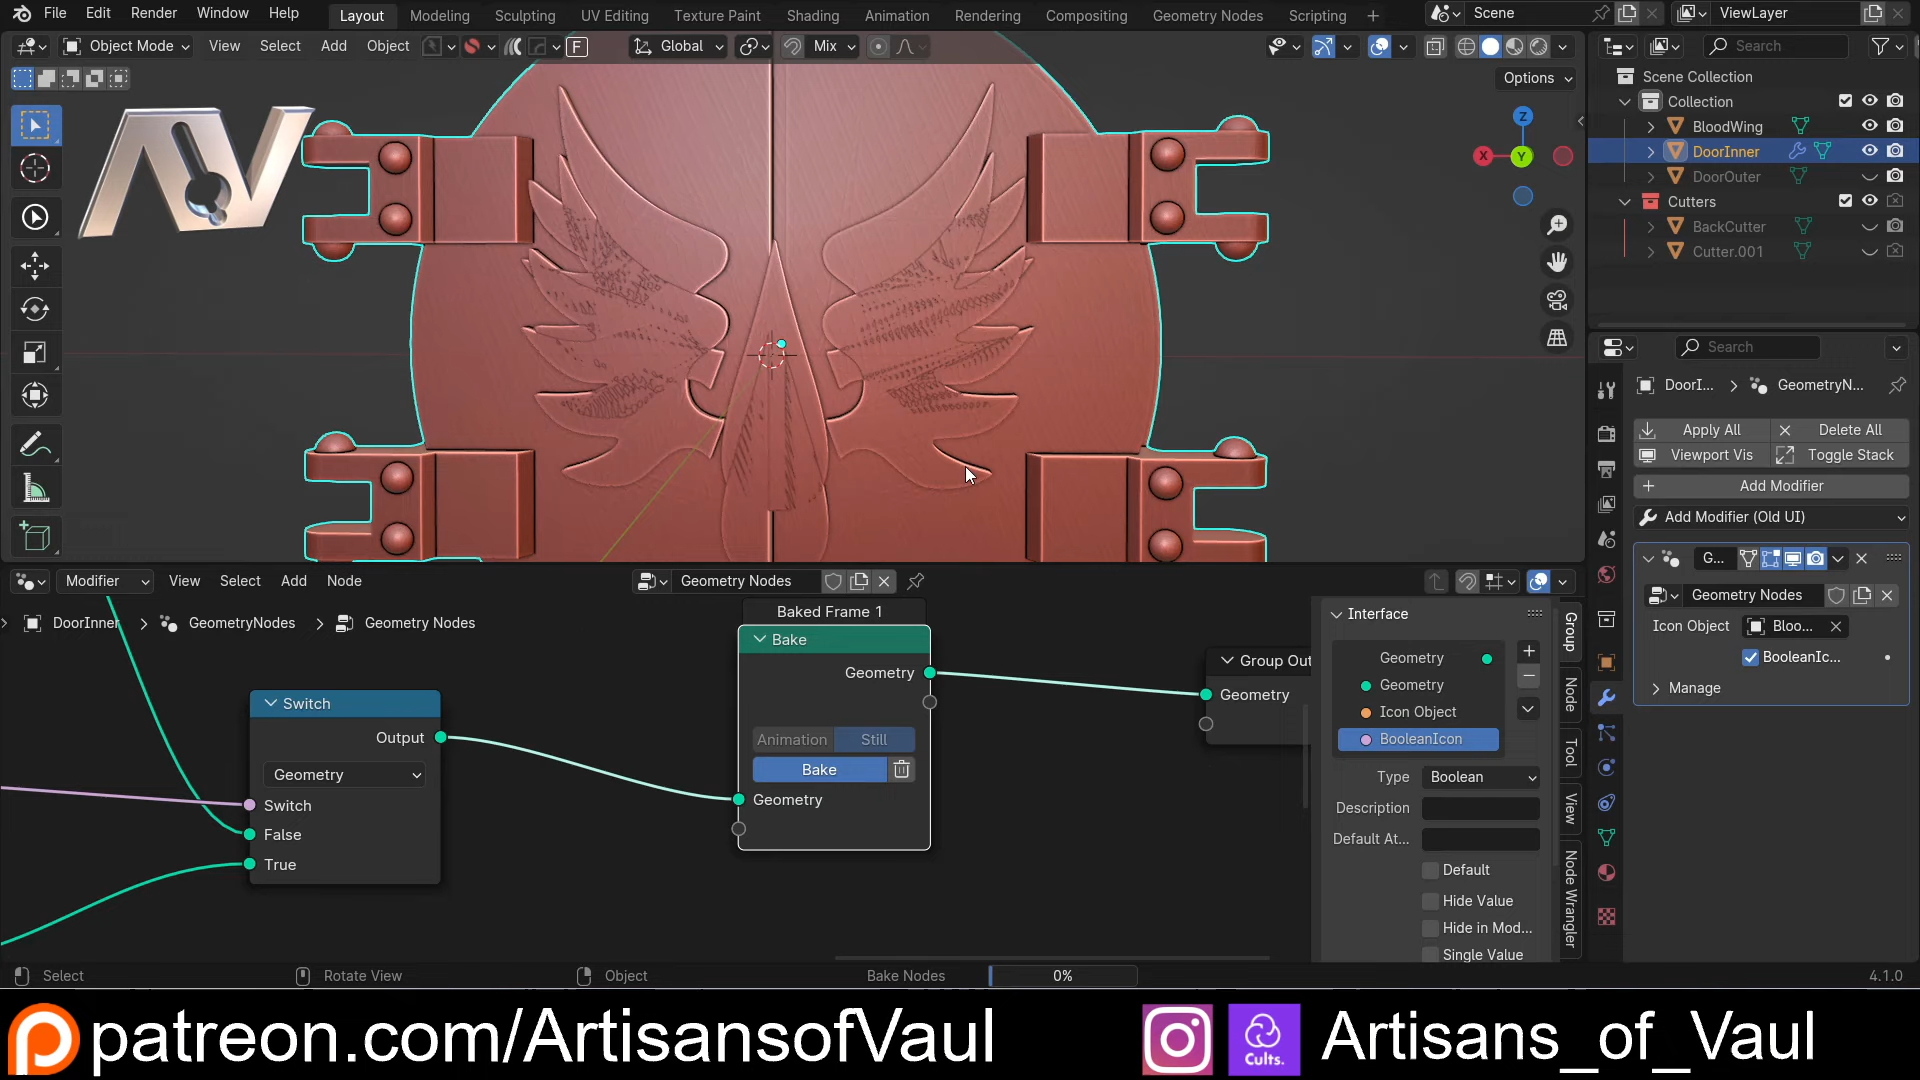 File Edit Render Window Help Layout Modeling Sculpting UV Editing Texture Paint Shading Animation Rendering Compositing Geometry Nodes Scripting + Scene ViewLayer
Object Mode View Select Add Object F Global Mix Search
Options
Scene Collection
Collection
BloodWing
DoorInner
DoorOuter
Cutters
BackCutter
Cutter.001
Z
X
Y
AV
Search
DoorI... > GeometryN...
Apply All Delete All
Viewport Vis Toggle Stack
+ Add Modifier
Add Modifier (Old UI)
G...
Geometry Nodes
Icon Object Bloo...
BooleanIc...
Manage
Modifier View Select Add Node Geometry Nodes
DoorInner > GeometryNodes > Geometry Nodes
Baked Frame 1
Bake
Geometry
Animation Still
Bake
Geometry
Switch
Output
Geometry
Switch
False
True
Group Out
Geometry
Interface
Geometry
Geometry
Icon Object
BooleanIcon
Type Boolean
Description
Default At...
Default
Hide Value
Hide in Mod...
Single Value
Group
Node
Tool
View
Node Wrangler
Select Rotate View Object Bake Nodes 0% 4.1.0
patreon.com/ArtisansofVaul Cults. Artisans_of_Vaul